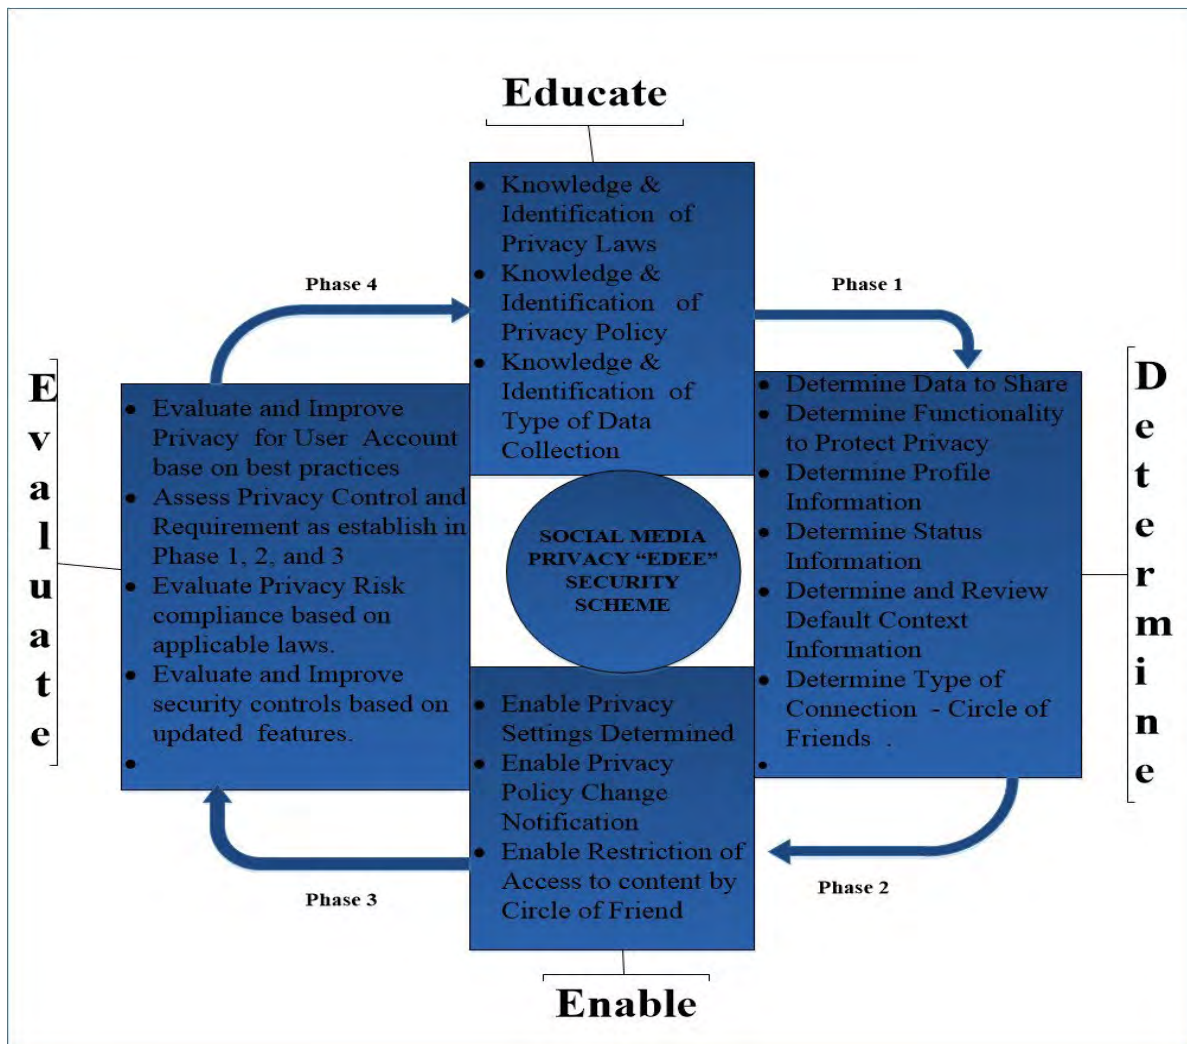 Educate
• Knowledge &
Identification of
Privacy Laws
• Knowledge &
Identification of
Privacy Policy
• Knowledge &
Identification of
Type of Data
Collection
Phase 1
Determine
• Determine Data to Share
• Determine Functionality
to Protect Privacy
• Determine Profile
Information
• Determine Status
Information
• Determine and Review
Default Context
Information
• Determine Type of
Connection - Circle of
Friends .
•
Phase 2
Enable
• Enable Privacy
Settings Determined
• Enable Privacy
Policy Change
Notification
• Enable Restriction of
Access to content by
Circle of Friend
Phase 3
Evaluate
• Evaluate and Improve
Privacy for User Account
base on best practices
• Assess Privacy Control and
Requirement as establish in
Phase 1, 2, and 3
• Evaluate Privacy Risk
compliance based on
applicable laws.
• Evaluate and Improve
security controls based on
updated features.
•
Phase 4
SOCIAL MEDIA
PRIVACY “EDEE”
SECURITY
SCHEME